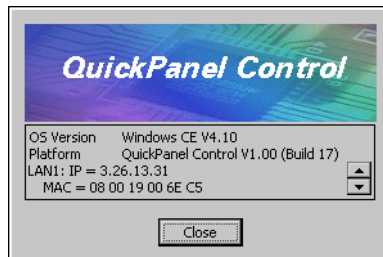 QuickPanel Control
OS Version Windows CE V4.10
Platform QuickPanel Control V1.00 (Build 17)
LAN1: IP = 3.26.13.31
MAC = 08 00 19 00 6E C5
Close